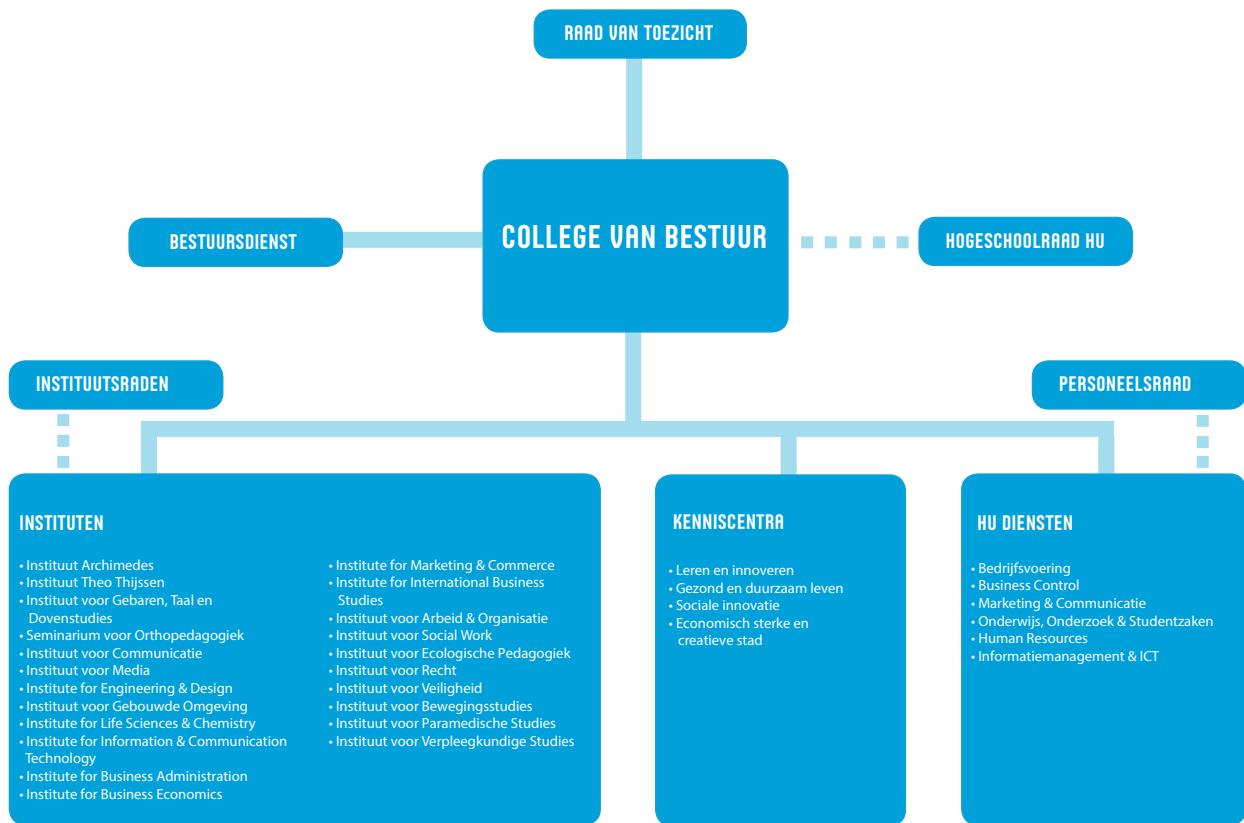 RAAD VAN TOEZICHT
BESTUURSDIENST
COLLEGE VAN BESTUUR
HOGESCHOOLRAAD HU
INSTITUUTSRADEN
PERSONEELSRAAD
INSTITUTEN
• Instituut Archimedes
• Instituut Theo Thijssen
• Instituut voor Gebaren, Taal en
Dovenstudies
• Seminarium voor Orthopedagogiek
• Instituut voor Communicatie
• Instituut voor Media
• Institute for Engineering & Design
• Instituut voor Gebouwde Omgeving
• Institute for Life Sciences & Chemistry
• Institute for Information & Communication
Technology
• Institute for Business Administration
• Institute for Business Economics
• Institute for Marketing & Commerce
• Institute for International Business
Studies
• Instituut voor Arbeid & Organisatie
• Instituut voor Social Work
• Instituut voor Ecologische Pedagogiek
• Instituut voor Recht
• Instituut voor Veiligheid
• Instituut voor Bewegingsstudies
• Instituut voor Paramedische Studies
• Instituut voor Verpleegkundige Studies
KENNISCENTRA
• Leren en innoveren
• Gezond en duurzaam leven
• Sociale innovatie
• Economisch sterke en
creatieve stad
HU DIENSTEN
• Bedrijfsvoering
• Business Control
• Marketing & Communicatie
• Onderwijs, Onderzoek & Studentzaken
• Human Resources
• Informatiemanagement & ICT